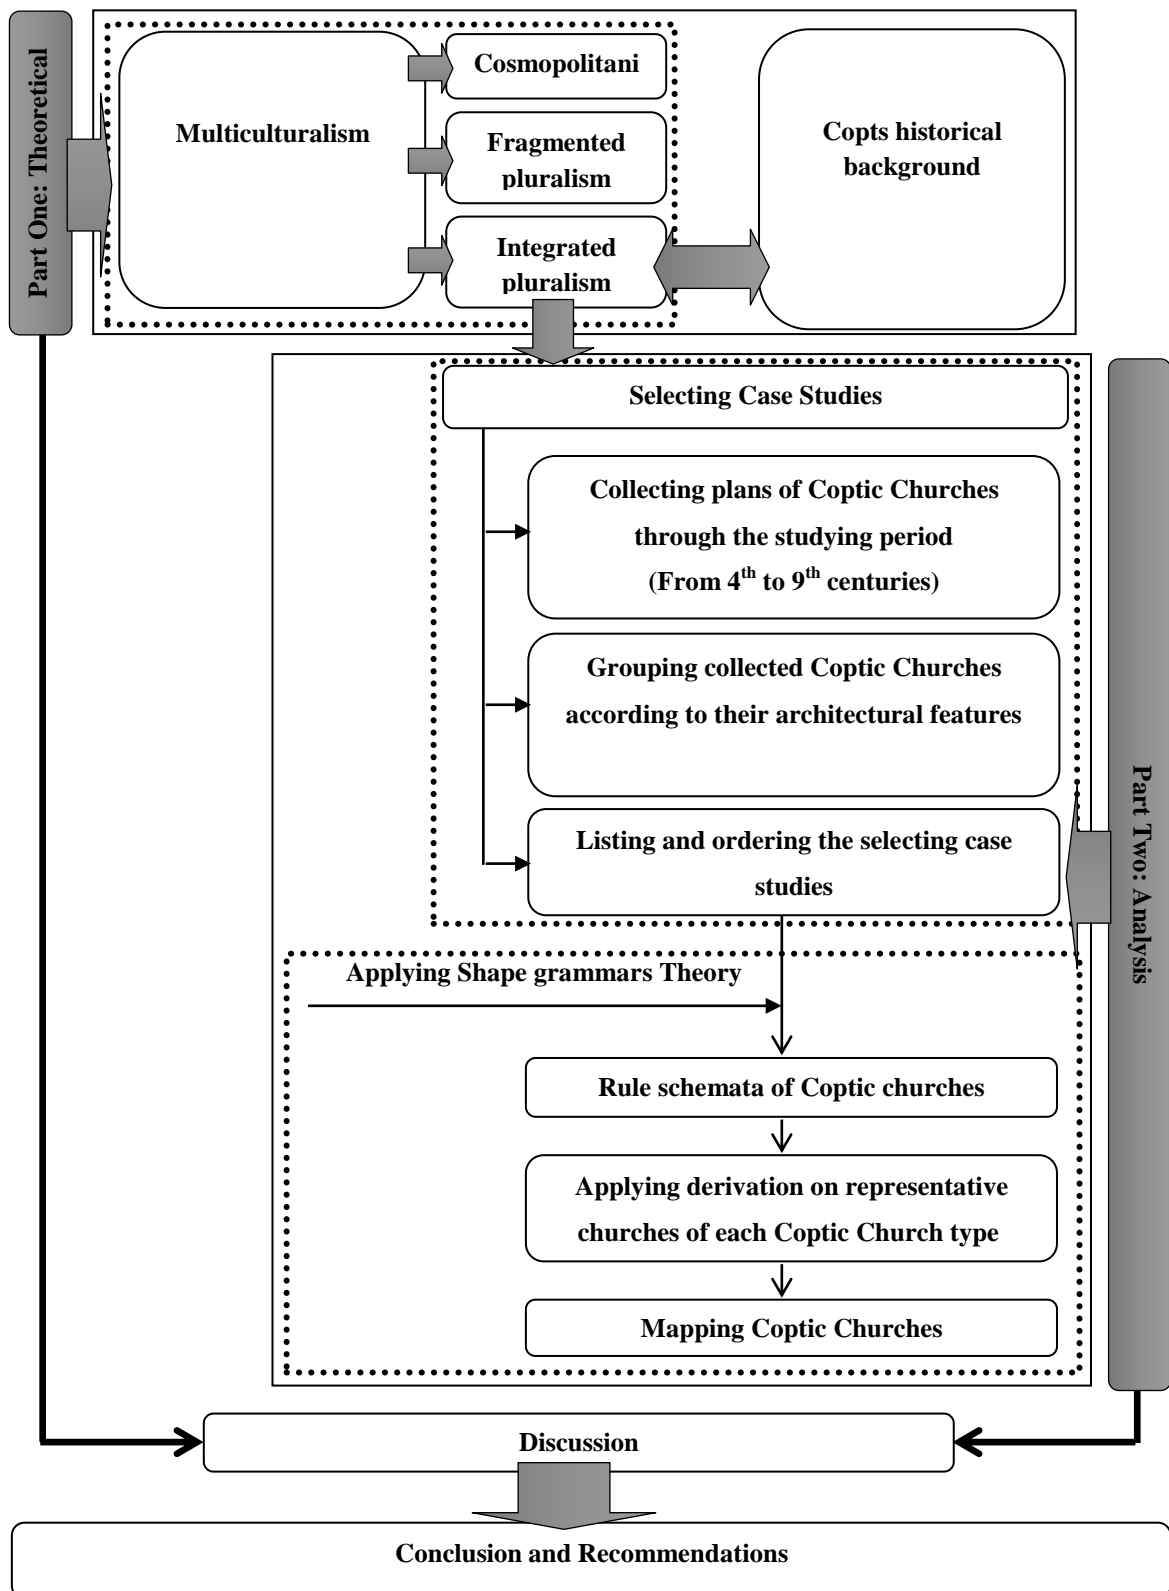 Part One: Theoretical
Multiculturalism
Cosmopolitani
Fragmented
pluralism
Integrated
pluralism
Copts historical
background
Selecting Case Studies
Collecting plans of Coptic Churches
through the studying period
(From 4th to 9th centuries)
Grouping collected Coptic Churches
according to their architectural features
Listing and ordering the selecting case
studies
Part Two: Analysis
Applying Shape grammars Theory
Rule schemata of Coptic churches
Applying derivation on representative
churches of each Coptic Church type
Mapping Coptic Churches
Discussion
Conclusion and Recommendations